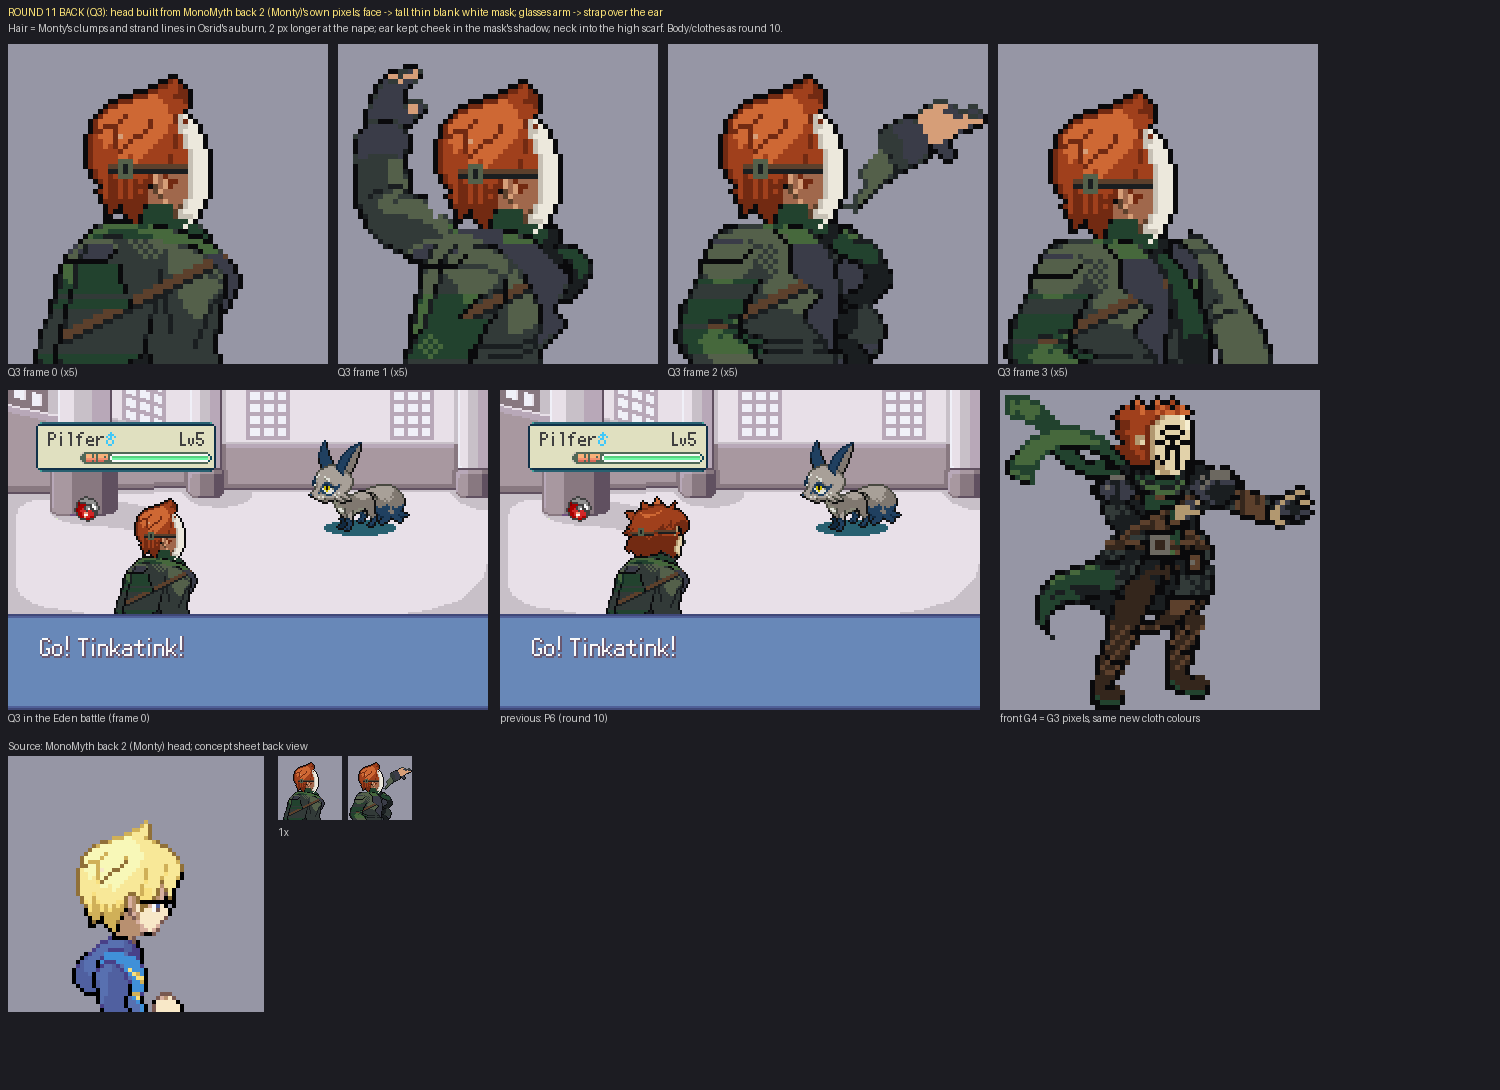 ROUND 11 BACK (Q3): head built from MonoMyth back 2 (Monty)'s own pixels; face -> tall thin blank white mask; glasses arm -> strap over the ear
Hair = Monty's clumps and strand lines in Osrid's auburn, 2 px longer at the nape; ear kept; cheek in the mask's shadow; neck into the high scarf. Body/clothes as round 10.
Q3 frame 0 (x5)
Q3 frame 1 (x5)
Q3 frame 2 (x5)
Q3 frame 3 (x5)
Pilfer♂ Lv5
Go! Tinkatink!
Pilfer♂ Lv5
Go! Tinkatink!
Q3 in the Eden battle (frame 0)
previous: P6 (round 10)
front G4 = G3 pixels, same new cloth colours
Source: MonoMyth back 2 (Monty) head; concept sheet back view
1x